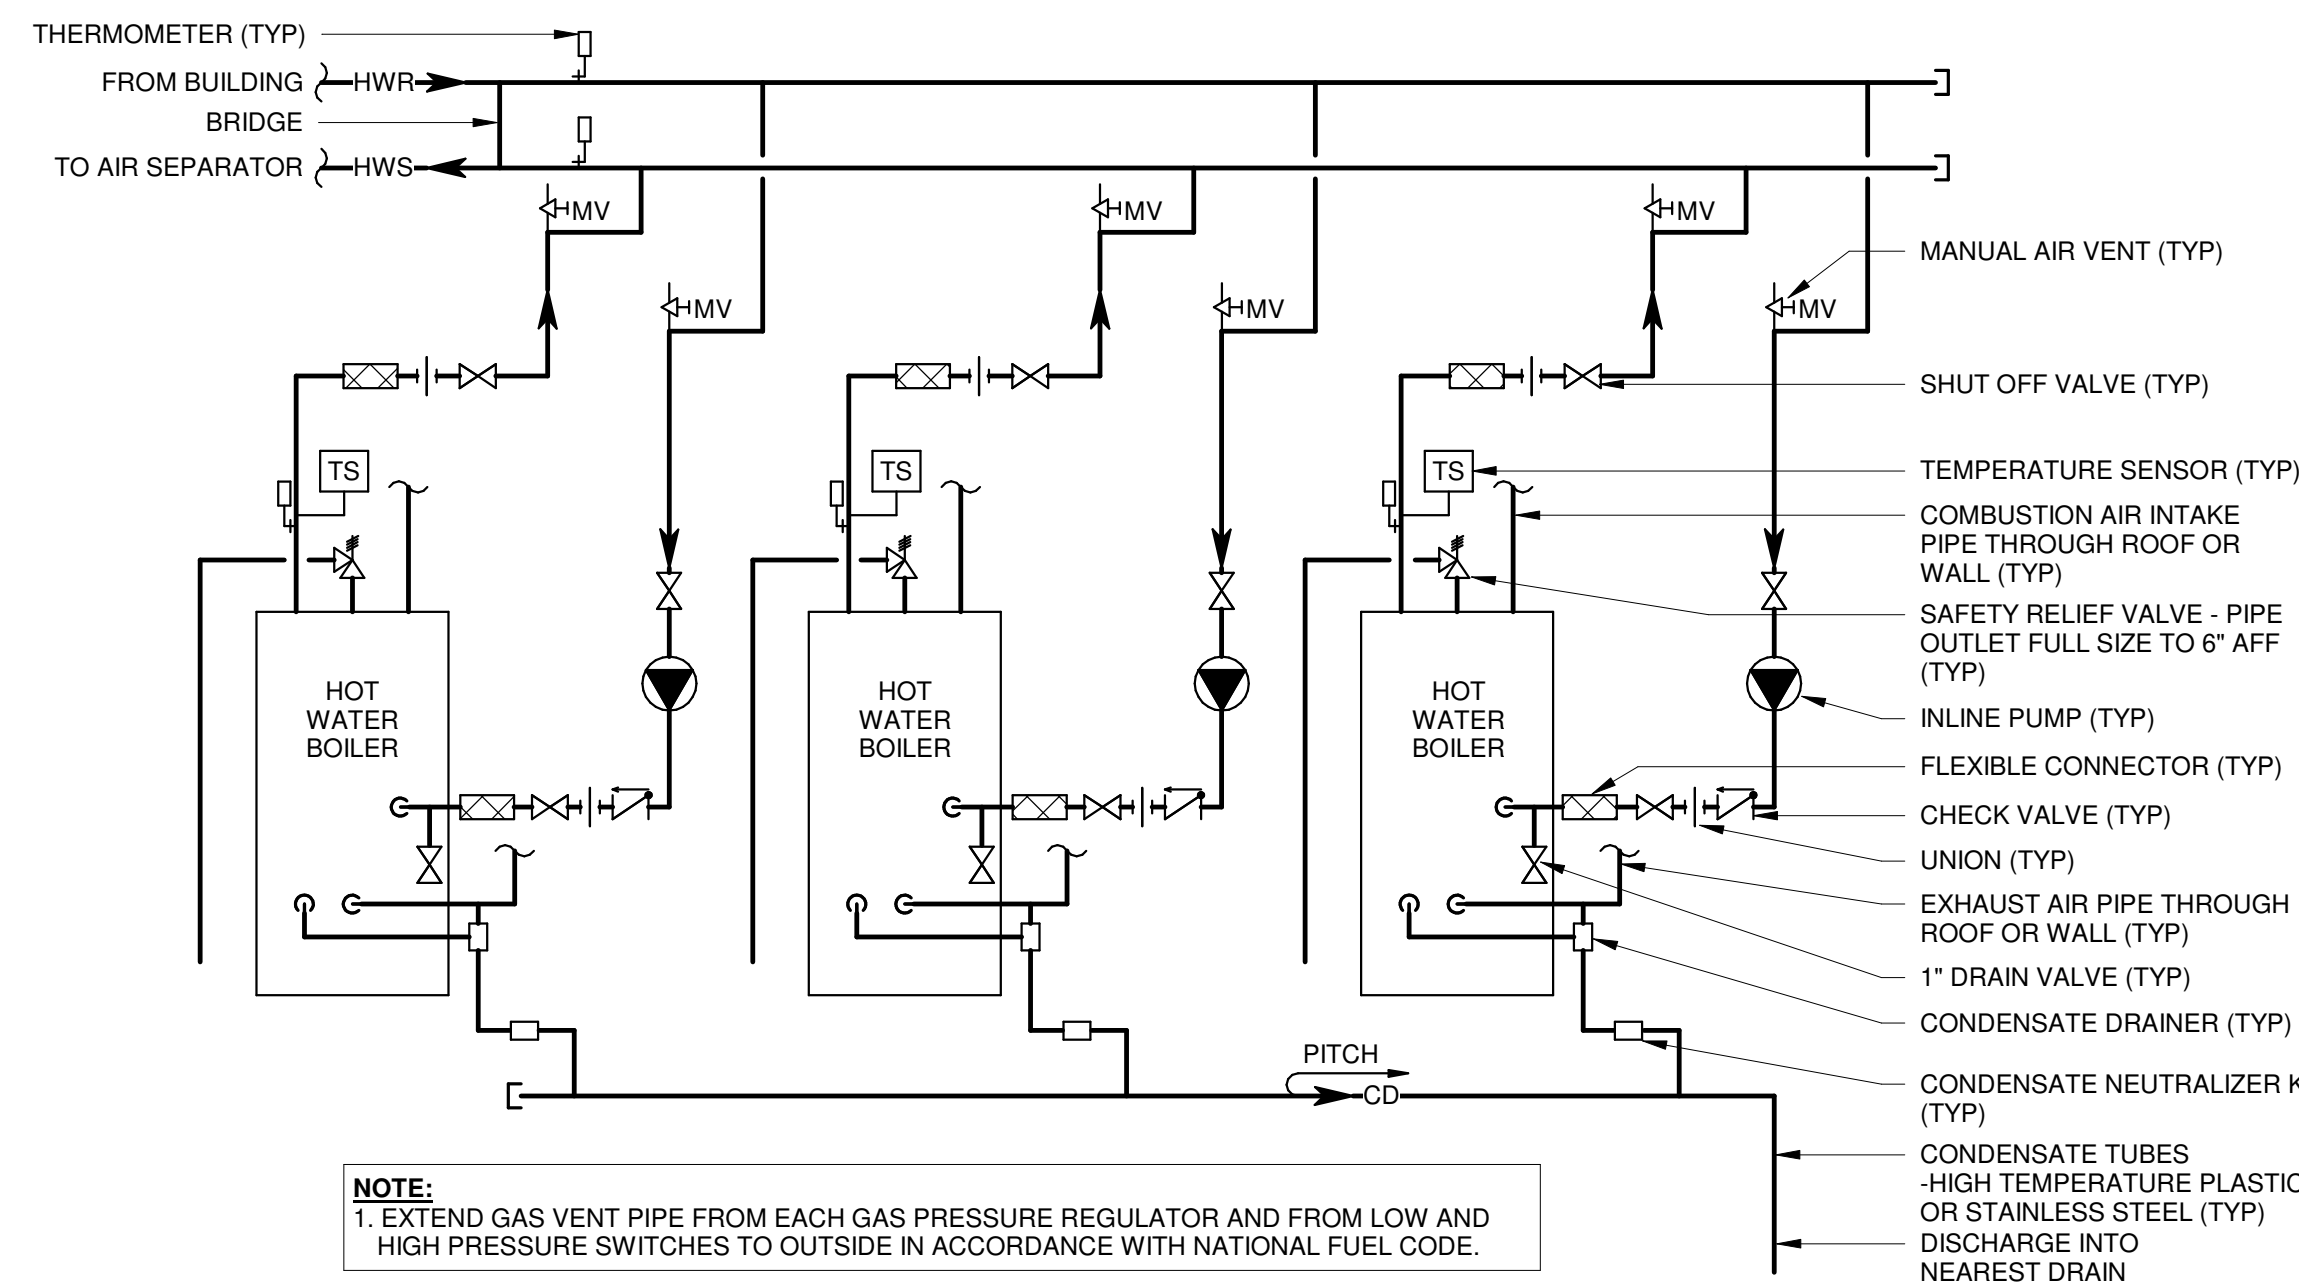 THERMOMETER (TYP)
FROM BUILDING
HWR
BRIDGE
TO AIR SEPARATOR
HWS
MV
MV
MV
MANUAL AIR VENT (TYP)
MV
MV
MV
SHUT OFF VALVE (TYP)
TS
TS
TS
TEMPERATURE SENSOR (TYP)
COMBUSTION AIR INTAKE
PIPE THROUGH ROOF OR
WALL (TYP)
SAFETY RELIEF VALVE - PIPE
OUTLET FULL SIZE TO 6" AFF
(TYP)
HOT
WATER
BOILER
HOT
WATER
BOILER
HOT
WATER
BOILER
INLINE PUMP (TYP)
FLEXIBLE CONNECTOR (TYP)
CHECK VALVE (TYP)
UNION (TYP)
EXHAUST AIR PIPE THROUGH
ROOF OR WALL (TYP)
1" DRAIN VALVE (TYP)
CONDENSATE DRAINER (TYP)
PITCH
CD
CONDENSATE NEUTRALIZER
(TYP)
CONDENSATE TUBES
-HIGH TEMPERATURE PLASTIC
OR STAINLESS STEEL (TYP)
DISCHARGE INTO
NEAREST DRAIN
NOTE:
1. EXTEND GAS VENT PIPE FROM EACH GAS PRESSURE REGULATOR AND FROM LOW AND
HIGH PRESSURE SWITCHES TO OUTSIDE IN ACCORDANCE WITH NATIONAL FUEL CODE.